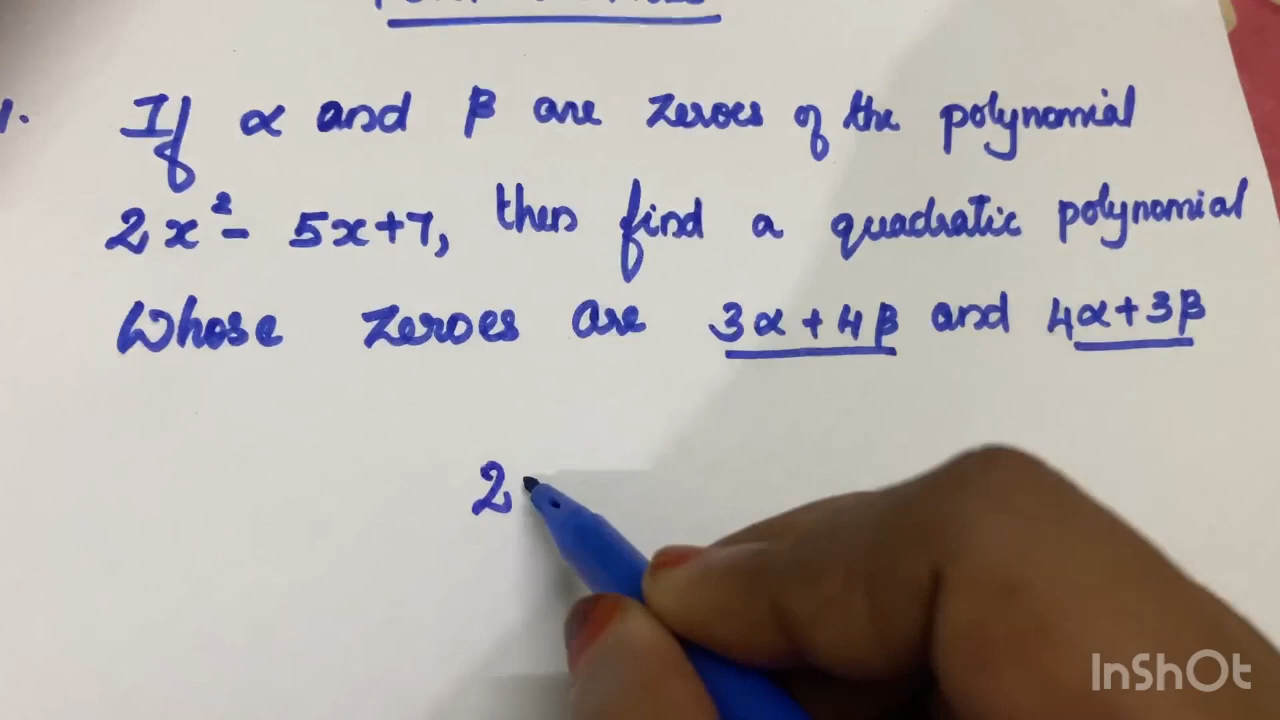 1. If α and β are zeroes of the polynomial
2x² - 5x+7, then find a quadratic polynomial
Whose zeroes are 3α + 4β and 4α+3β
2
InShOt